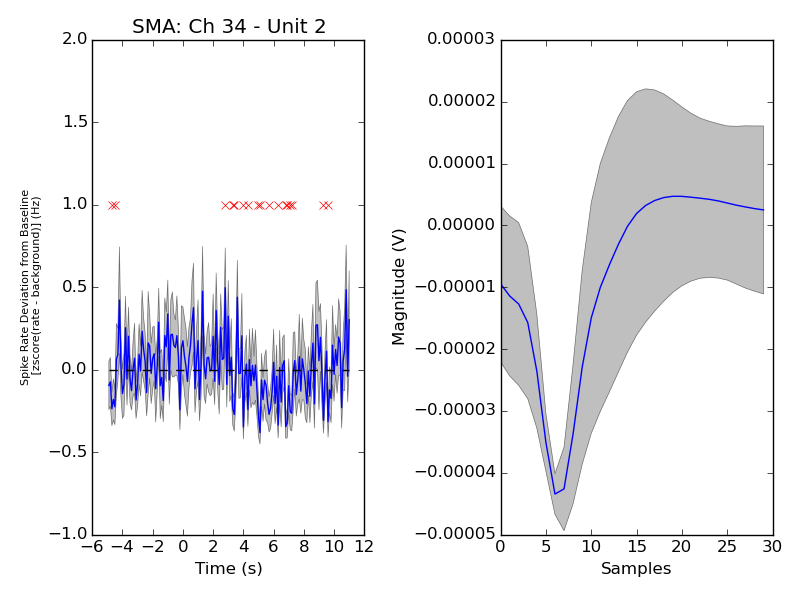 SMA: Ch 34 - Unit 2
2.0
1.5
1.0
0.5
0.0
−0.5
−1.0
−6 −4 −2 0 2 4 6 8 10 12
Time (s)
Spike Rate Deviation from Baseline
[zscore(rate - background)] (Hz)
0.00003
0.00002
0.00001
0.00000
−0.00001
−0.00002
−0.00003
−0.00004
−0.00005
0 5 10 15 20 25 30
Samples
Magnitude (V)